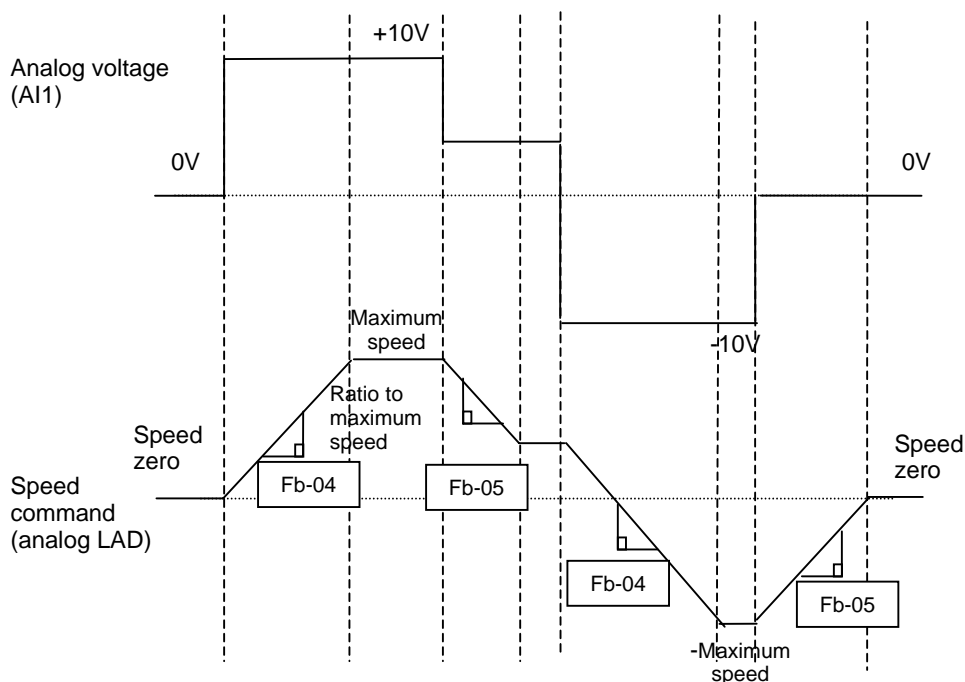 +10V
Analog voltage
(AI1)
0V
0V
-10V
Maximum
speed
Ratio to
maximum
speed
Speed
zero
Speed
zero
Fb-04
Fb-05
Speed
command
(analog LAD)
Fb-04
Fb-05
-Maximum
speed